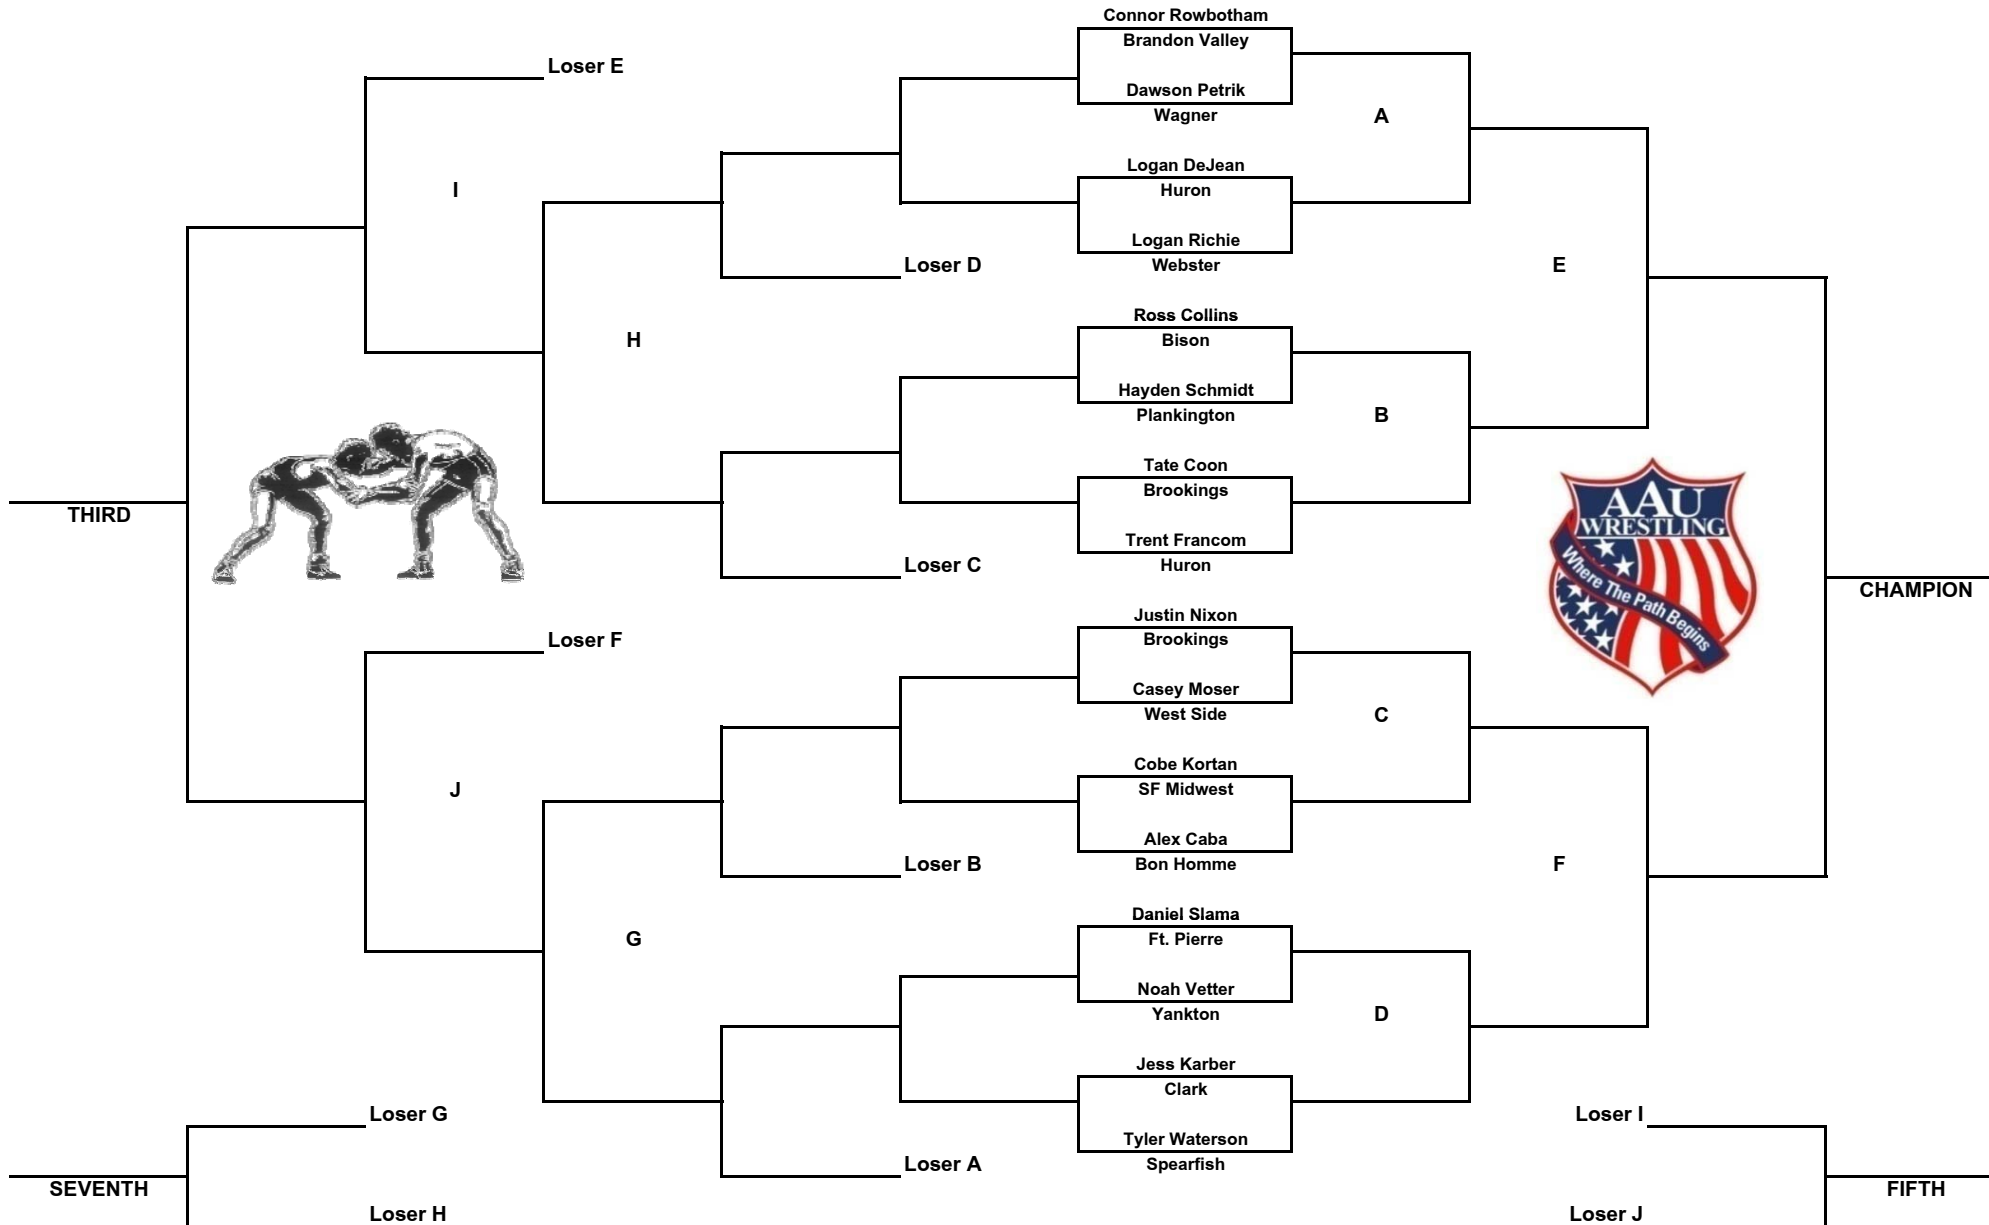 Connor Rowbotham
Brandon Valley
Loser E
Dawson Petrik
Wagner
A
Logan DeJean
Huron
I
Logan Richie
Webster
Loser D
E
Ross Collins
Bison
H
Hayden Schmidt
Plankington
B
Tate Coon
Brookings
THIRD
Trent Francom
Huron
Loser C
AAU
WRESTLING
Where The Path Begins
CHAMPION
Justin Nixon
Brookings
Loser F
Casey Moser
West Side
C
Cobe Kortan
SF Midwest
J
Alex Caba
Bon Homme
Loser B
F
Daniel Slama
Ft. Pierre
G
Noah Vetter
Yankton
D
Jess Karber
Clark
Loser G
Loser I
Tyler Waterson
Spearfish
Loser A
SEVENTH
FIFTH
Loser H
Loser J